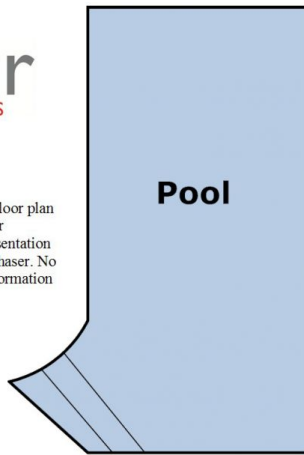 r
s
Pool
loor plan
r
sentation
haser. No
ormation